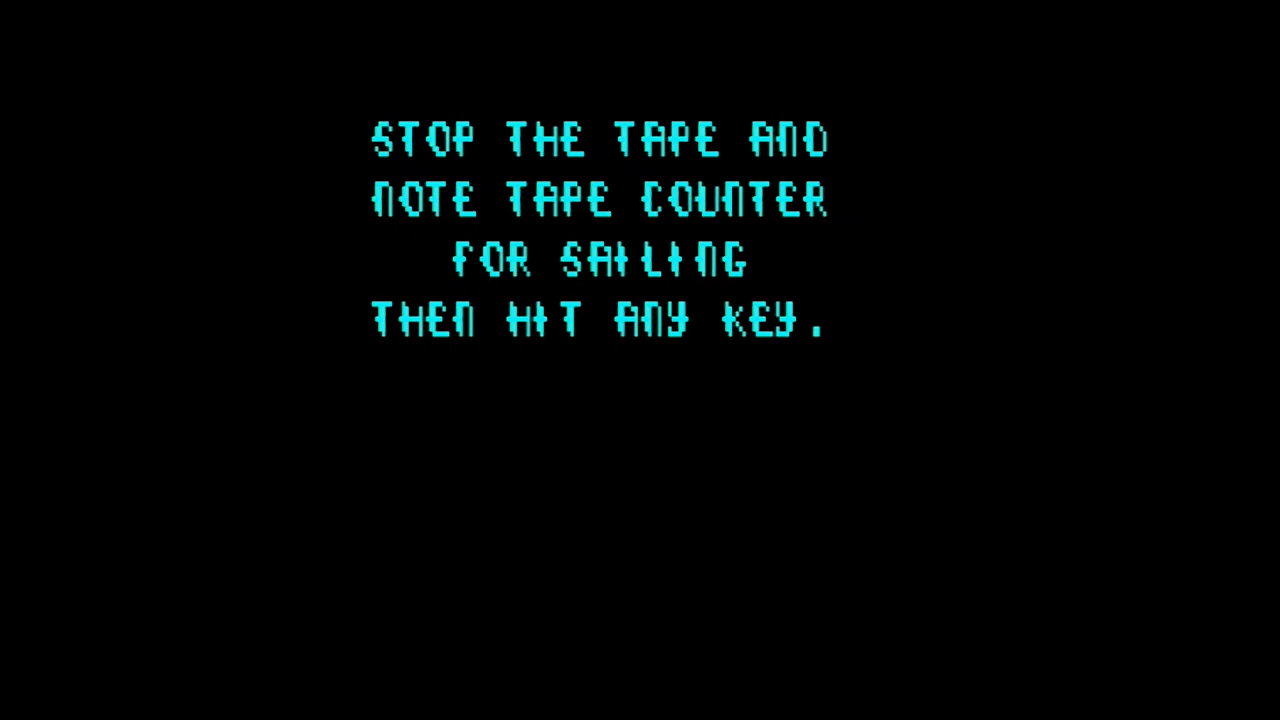 STOP THE TAPE AND
NOTE TAPE COUNTER
FOR SAILING
THEN HIT ANY KEY.